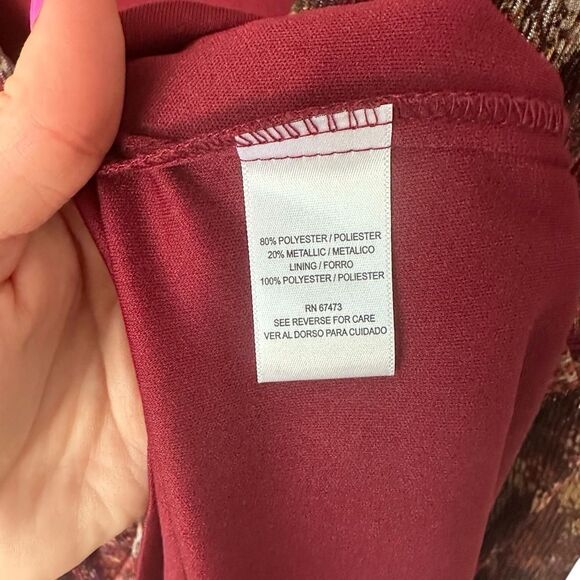 80% POLYESTER / POLIESTER
20% METALLIC / METALICO
LINING / FORRO
100% POLYESTER / POLIESTER
RN 67473
SEE REVERSE FOR CARE
VER AL DORSO PARA CUIDADO